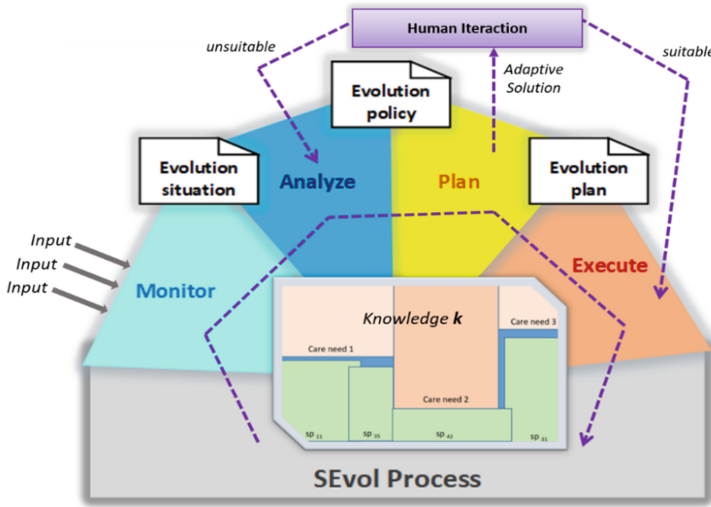 Human Iteraction
unsuitable
suitable
Adaptive
Solution
Evolution
policy
Evolution
situation
Analyze
Plan
Evolution
plan
Input
Input
Input
Monitor
Execute
Knowledge k
Care need 1
Care need 2
Care need 3
sp 11
sp 35
sp 42
sp 31
SEvol Process